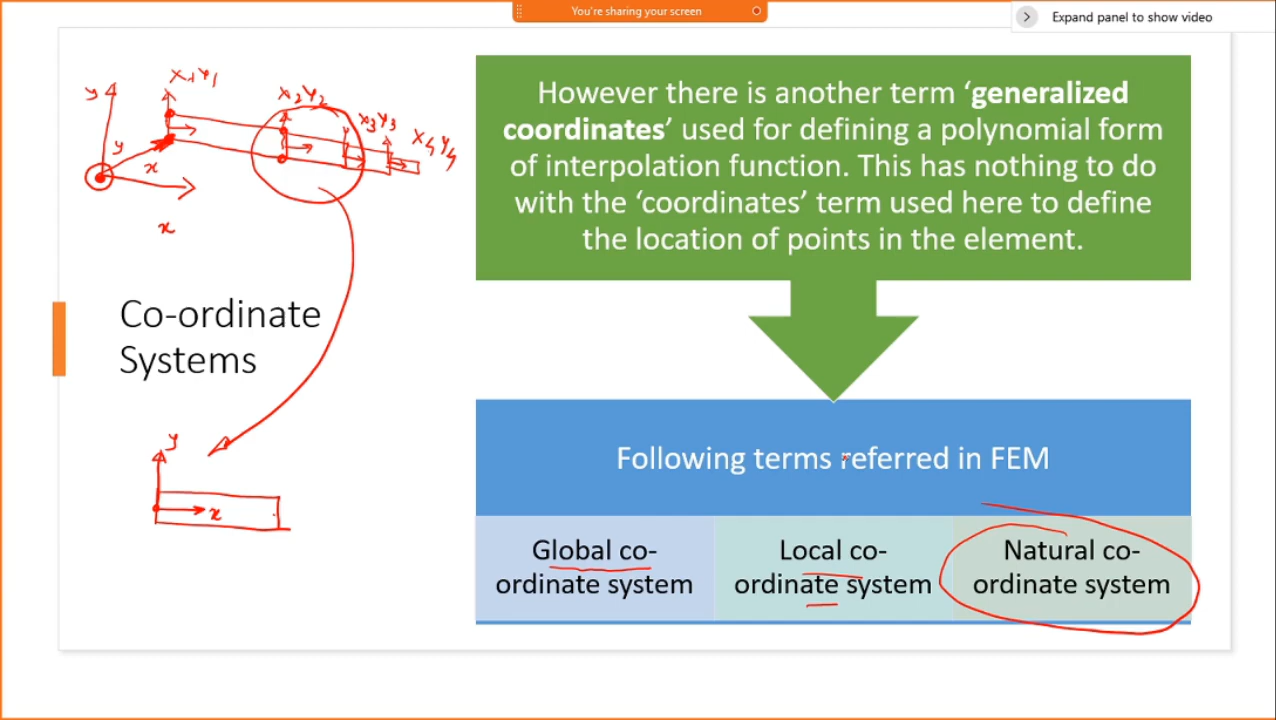 You're sharing your screen
Expand panel to show video
However there is another term ‘generalized
coordinates’ used for defining a polynomial form
of interpolation function. This has nothing to do
with the ‘coordinates’ term used here to define
the location of points in the element.
y
X₁Y₁
X₂Y₂
X₃Y₃
y
x
x
Co-ordinate
Systems
y
x
Following terms referred in FEM
Global co-
ordinate system
Local co-
ordinate system
Natural co-
ordinate system